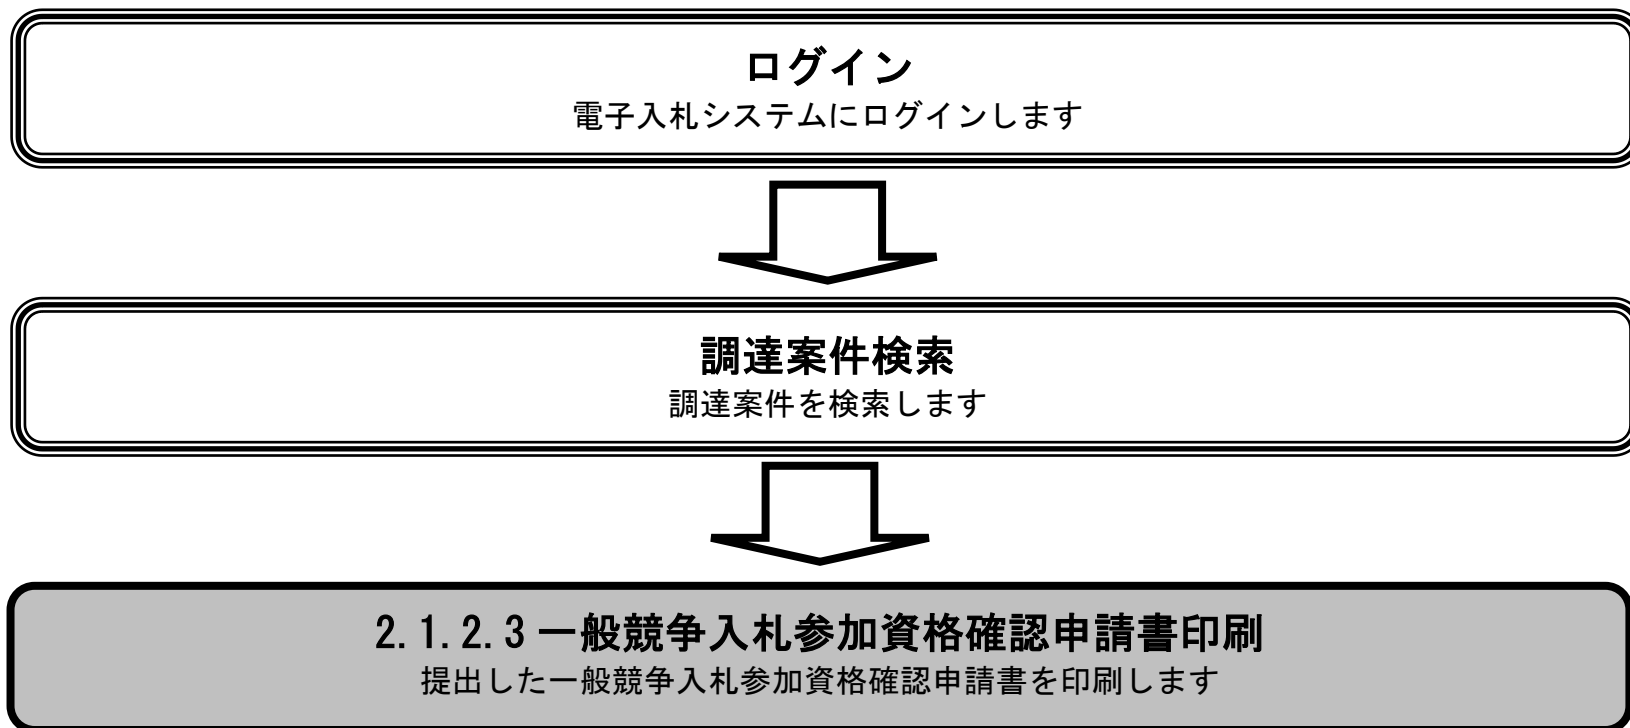 ログイン
電子入札システムにログインします
調達案件検索
調達案件を検索します
2.1.2.3 一般競争入札参加資格確認申請書印刷
提出した一般競争入札参加資格確認申請書を印刷します